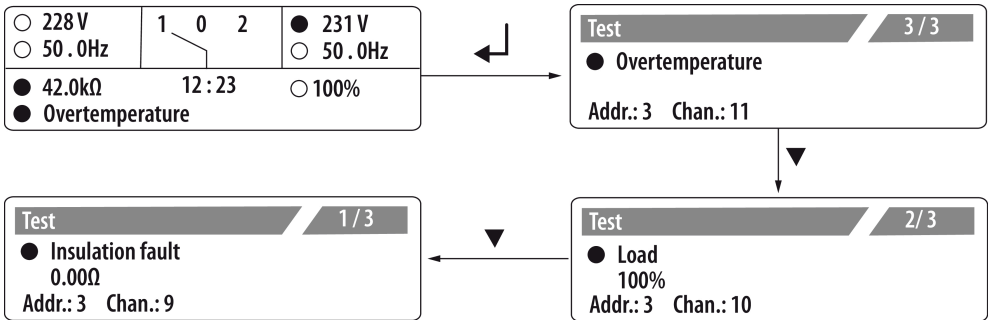 228 V 1 0 2 231 V
50 . 0Hz 50 . 0Hz
42.0kΩ 12 : 23 100%
Overtemperature
Test 3 / 3
Overtemperature
Addr.: 3 Chan.: 11
Test 2 / 3
Load
100%
Addr.: 3 Chan.: 10
Test 1 / 3
Insulation fault
0.00Ω
Addr.: 3 Chan.: 9